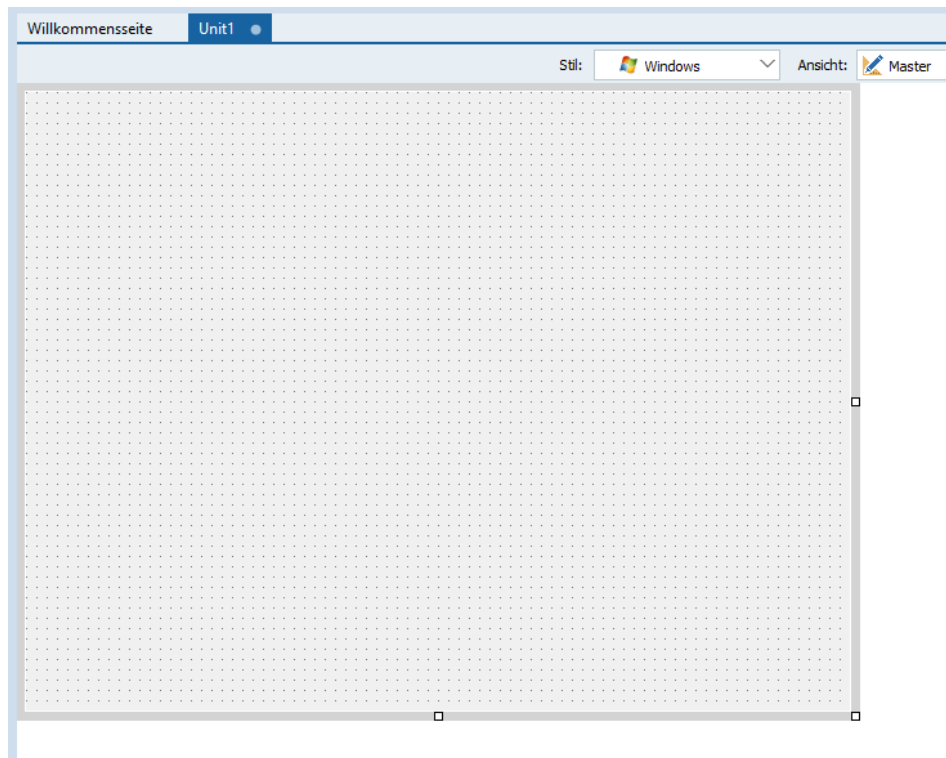 Willkommensseite
Unit1
Stil:
Windows
Ansicht:
Master